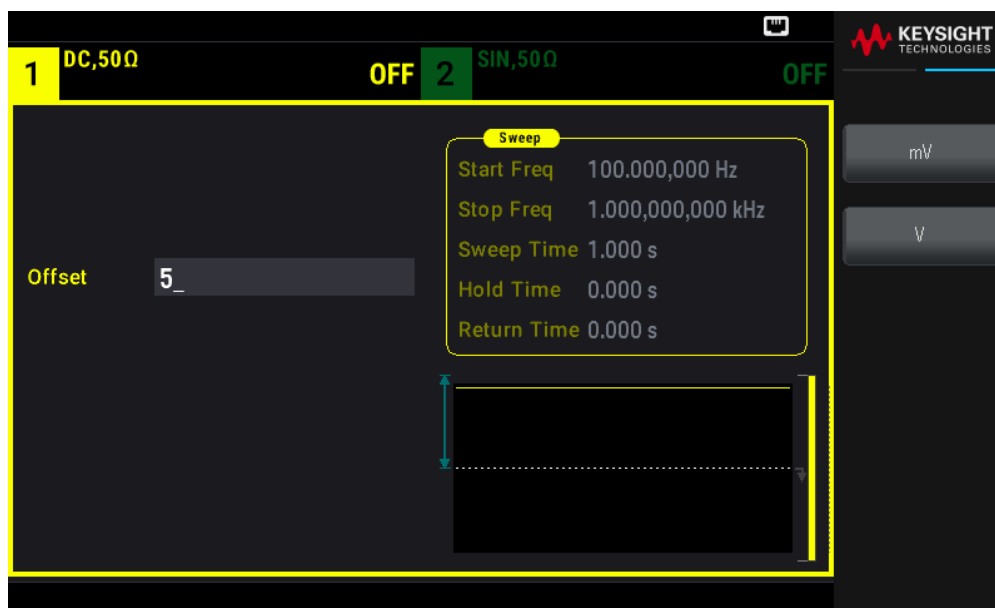 KEYSIGHT
TECHNOLOGIES
1 DC,50Ω OFF 2 SIN,50Ω OFF
Sweep
Start Freq 100.000,000 Hz
Stop Freq 1.000,000,000 kHz
Sweep Time 1.000 s
Hold Time 0.000 s
Return Time 0.000 s
Offset 5_
mV
V